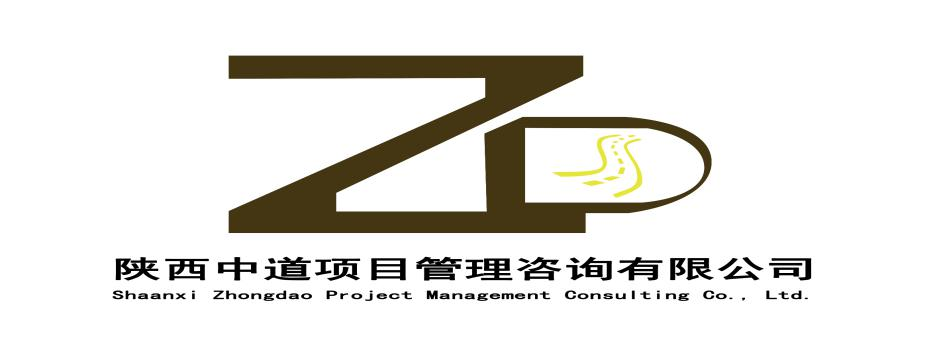 ZD
陕西中道项目管理咨询有限公司
Shaanxi Zhongdao Project Management Consulting Co., Ltd.